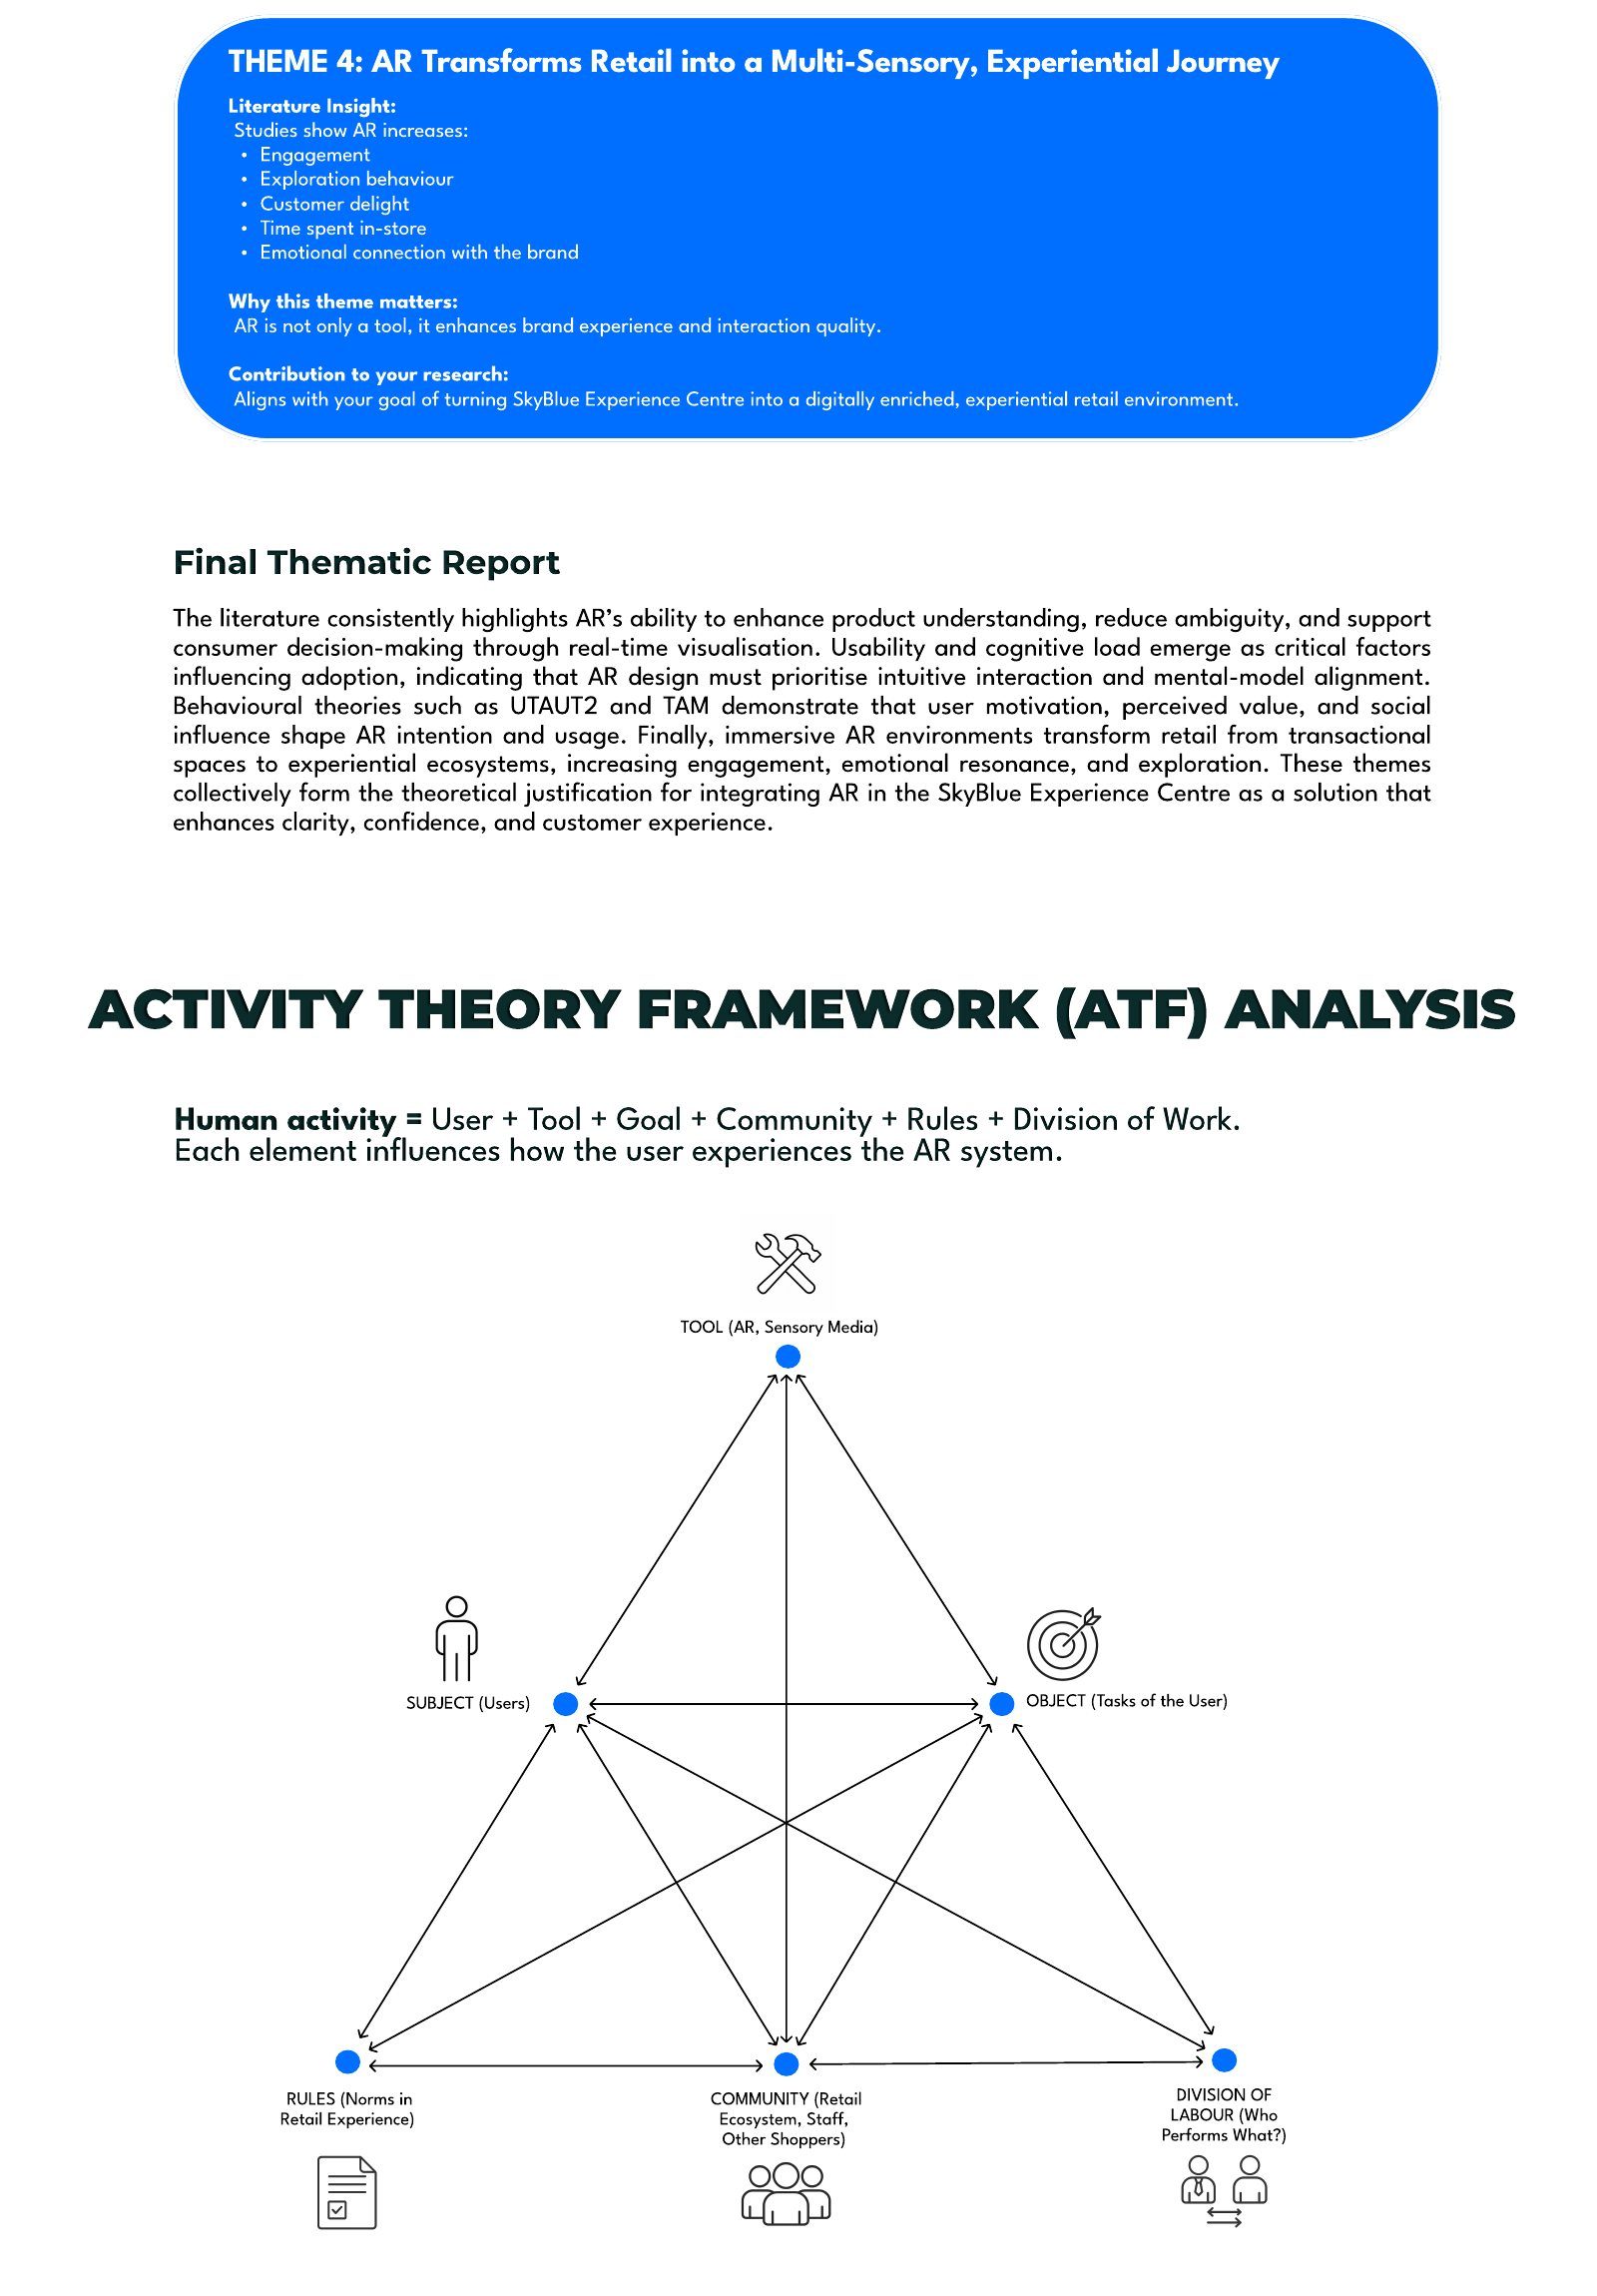 THEME 4: AR Transforms Retail into a Multi-Sensory, Experiential Journey
Literature Insight:
Studies show AR increases:
• Engagement
• Exploration behaviour
• Customer delight
• Time spent in-store
• Emotional connection with the brand
Why this theme matters:
AR is not only a tool, it enhances brand experience and interaction quality.
Contribution to your research:
Aligns with your goal of turning SkyBlue Experience Centre into a digitally enriched, experiential retail environment.
Final Thematic Report
The literature consistently highlights AR’s ability to enhance product understanding, reduce ambiguity, and support
consumer decision-making through real-time visualisation. Usability and cognitive load emerge as critical factors
influencing adoption, indicating that AR design must prioritise intuitive interaction and mental-model alignment.
Behavioural theories such as UTAUT2 and TAM demonstrate that user motivation, perceived value, and social
influence shape AR intention and usage. Finally, immersive AR environments transform retail from transactional
spaces to experiential ecosystems, increasing engagement, emotional resonance, and exploration. These themes
collectively form the theoretical justification for integrating AR in the SkyBlue Experience Centre as a solution that
enhances clarity, confidence, and customer experience.
ACTIVITY THEORY FRAMEWORK (ATF) ANALYSIS
Human activity = User + Tool + Goal + Community + Rules + Division of Work.
Each element influences how the user experiences the AR system.
TOOL (AR, Sensory Media)
SUBJECT (Users)
OBJECT (Tasks of the User)
RULES (Norms in
Retail Experience)
COMMUNITY (Retail
Ecosystem, Staff,
Other Shoppers)
DIVISION OF
LABOUR (Who
Performs What?)